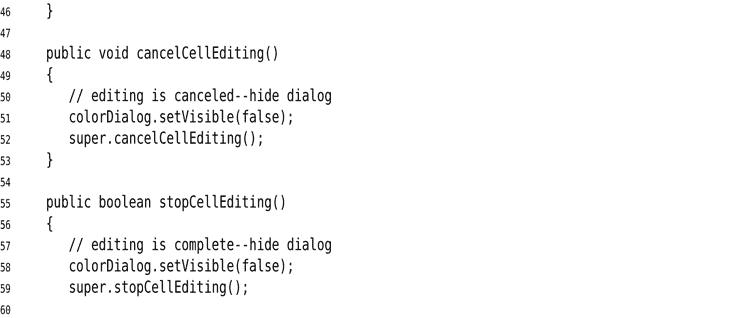 46 }
47
48 public void cancelCellEditing()
49 {
50 // editing is canceled--hide dialog
51 colorDialog.setVisible(false);
52 super.cancelCellEditing();
53 }
54
55 public boolean stopCellEditing()
56 {
57 // editing is complete--hide dialog
58 colorDialog.setVisible(false);
59 super.stopCellEditing();
60